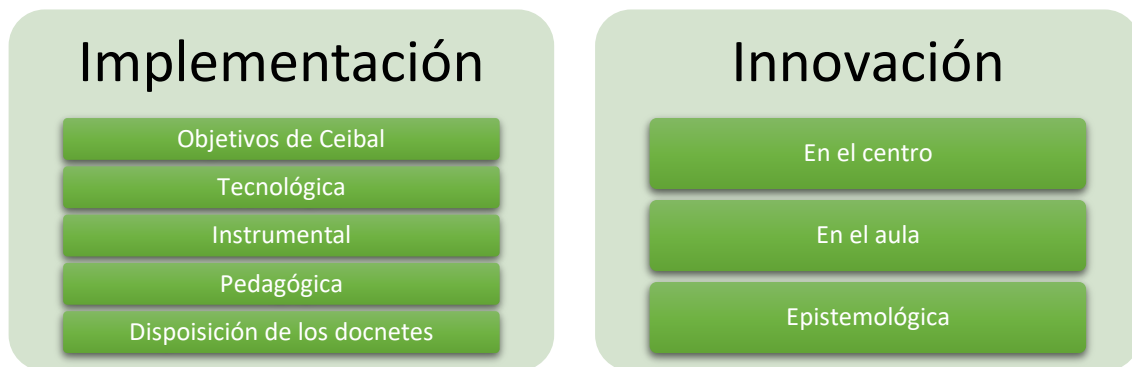 Implementación
Objetivos de Ceibal
Tecnológica
Instrumental
Pedagógica
Dispoisición de los docnetes
Innovación
En el centro
En el aula
Epistemológica